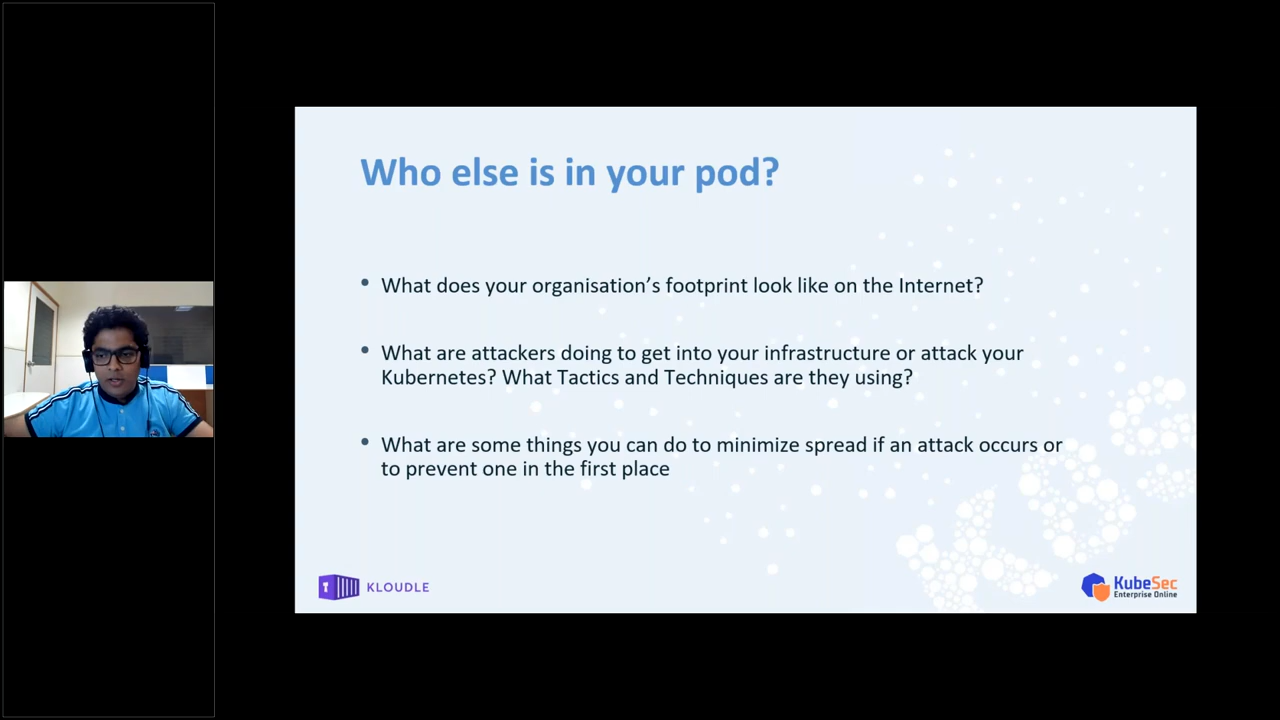 Who else is in your pod?
What does your organisation's footprint look like on the Internet?
What are attackers doing to get into your infrastructure or attack your
Kubernetes? What Tactics and Techniques are they using?
What are some things you can do to minimize spread if an attack occurs or
to prevent one in the first place
KLOUDLE
KubeSec
Enterprise Online